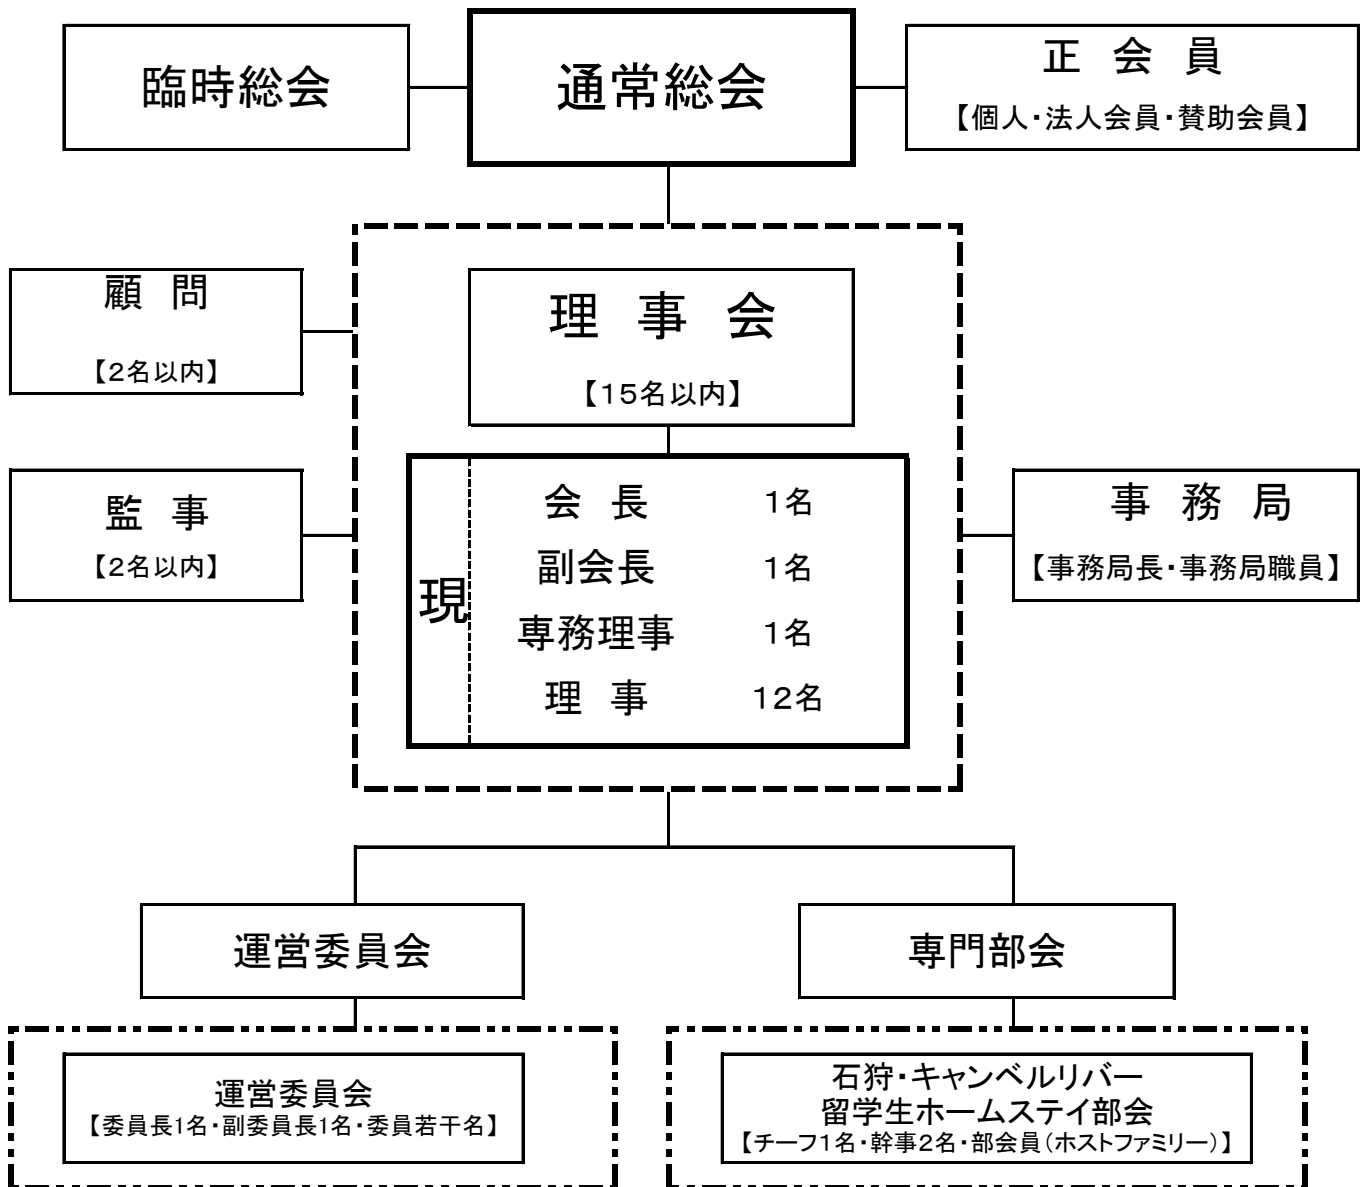 臨時総会
通常総会
正 会 員
【個人・法人会員・賛助会員】
顧 問
【2名以内】
理 事 会
【15名以内】
監 事
【2名以内】
現
会 長 1名
副会長 1名
専務理事 1名
理 事 12名
事 務 局
【事務局長・事務局職員】
運営委員会
専門部会
運営委員会
【委員長1名・副委員長1名・委員若干名】
石狩・キャンベルリバー
留学生ホームステイ部会
【チーフ1名・幹事2名・部会員(ホストファミリー)】